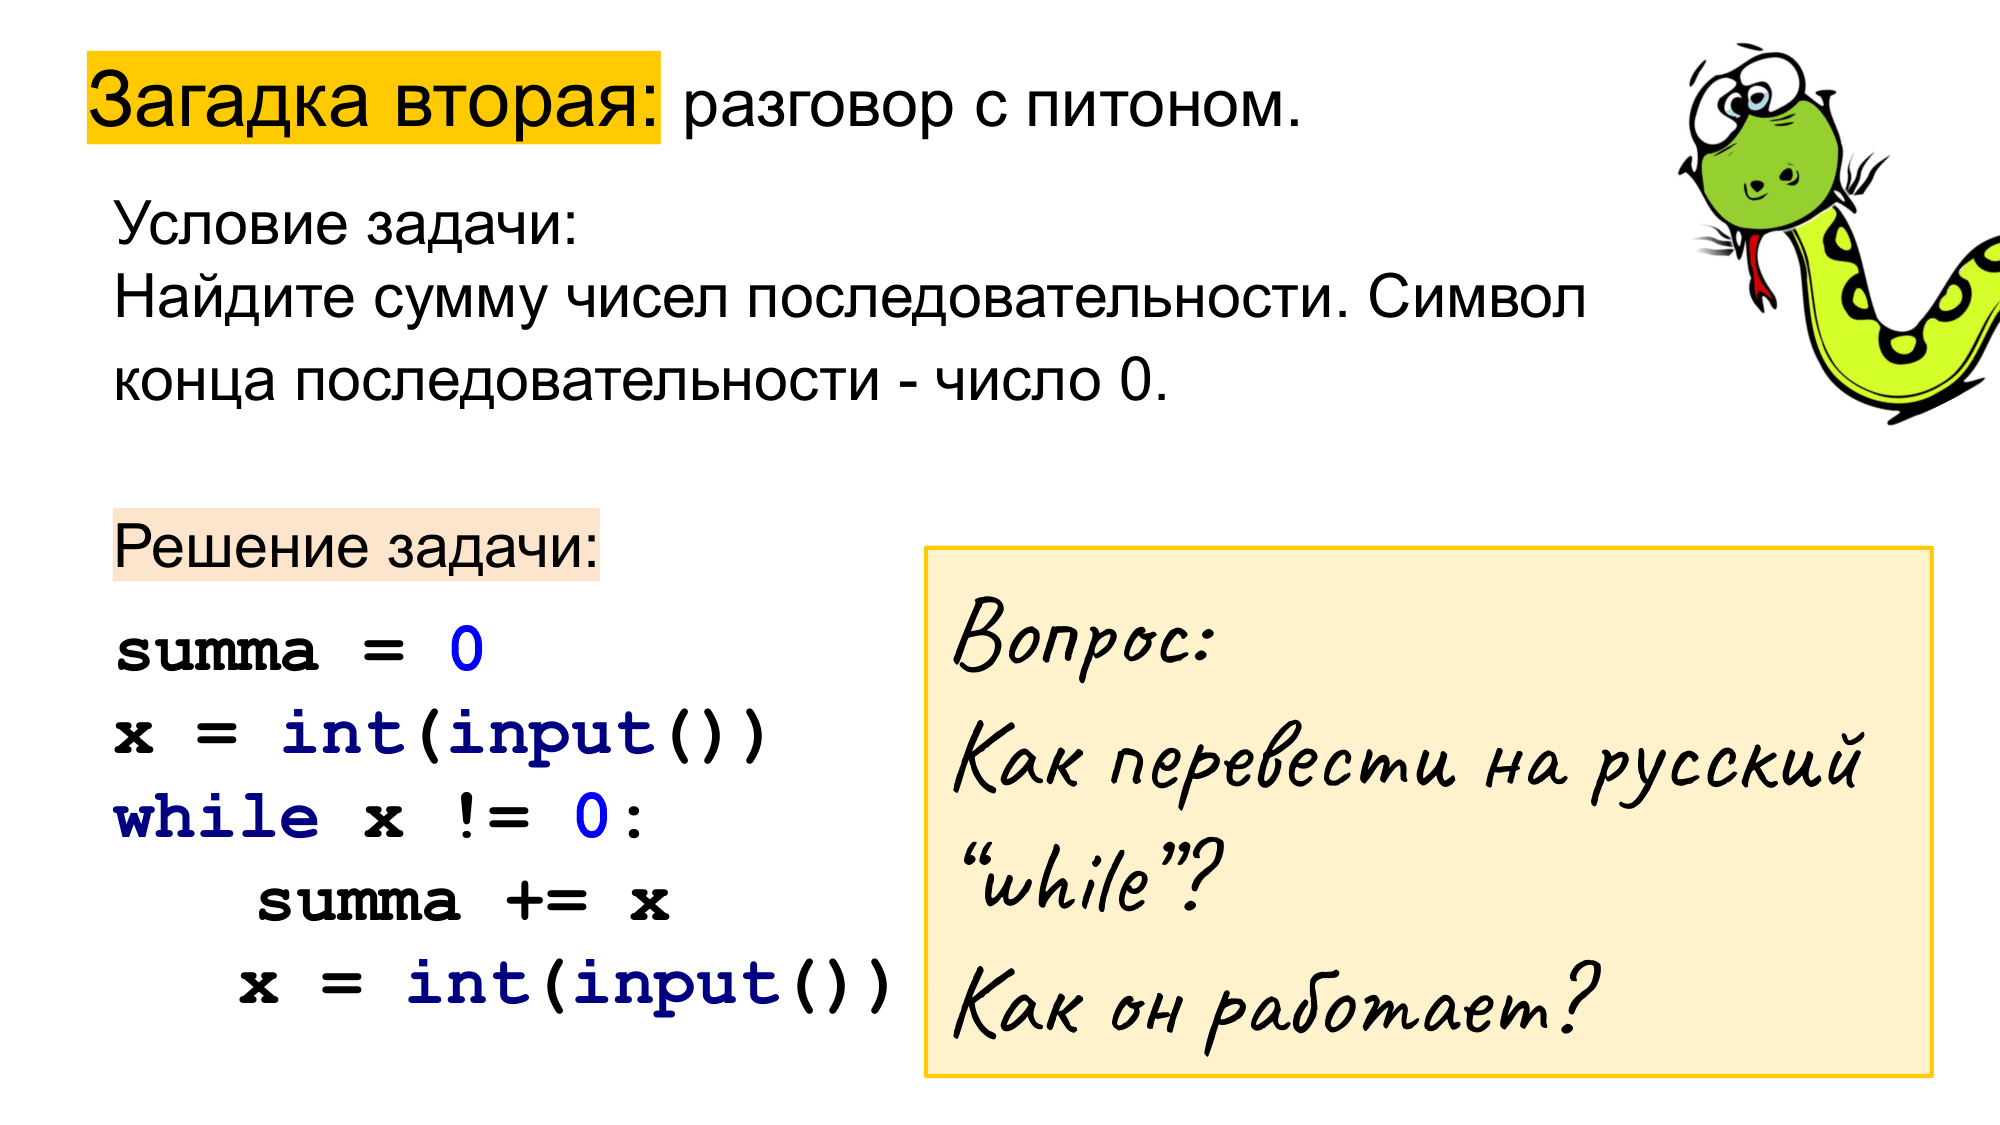 Загадка вторая: разговор с питоном.
Условие задачи:
Найдите сумму чисел последовательности. Символ
конца последовательности - число 0.
Решение задачи:
summa = 0
x = int(input())
while x != 0:
    summa += x
    x = int(input())
Вопрос:
Как перевести на русский
“while”?
Как он работает?